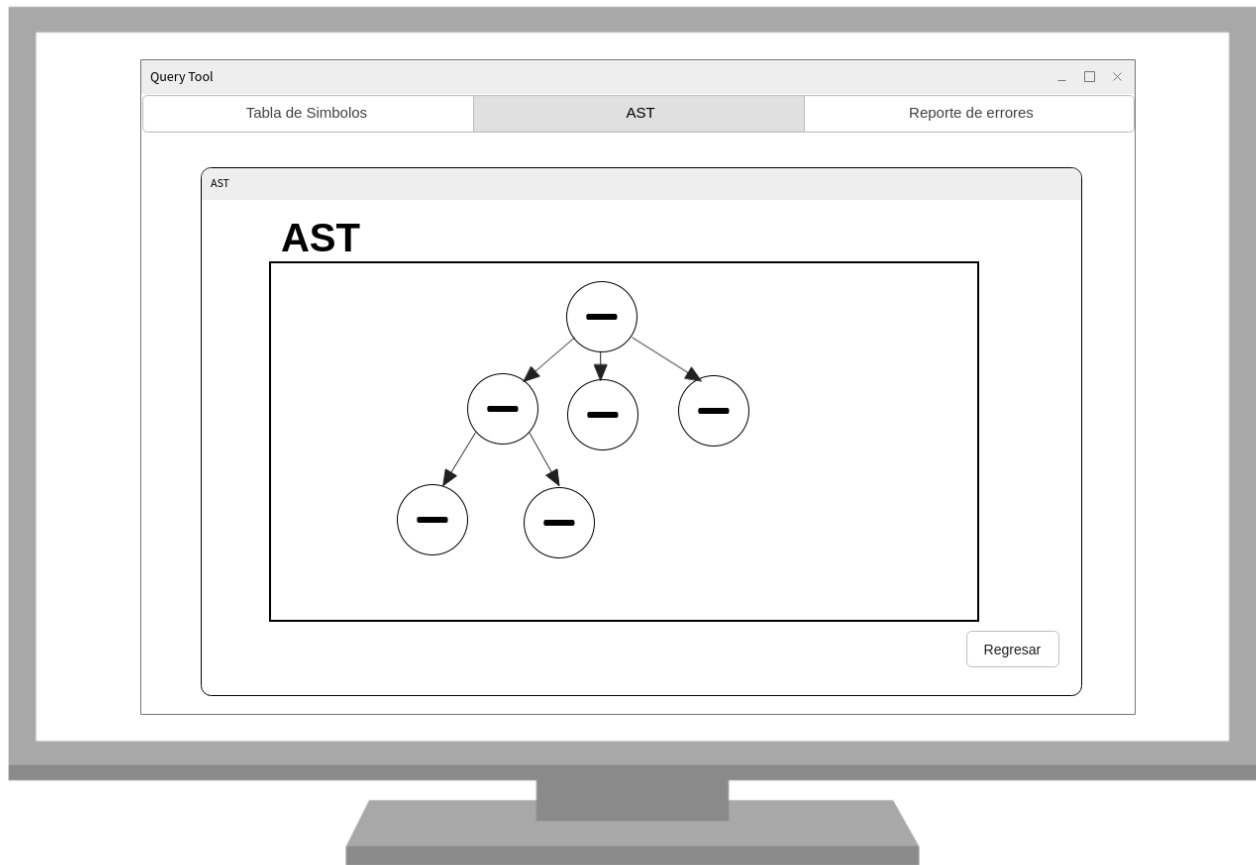 Query Tool
Tabla de Simbolos
AST
Reporte de errores
AST
AST
Regresar